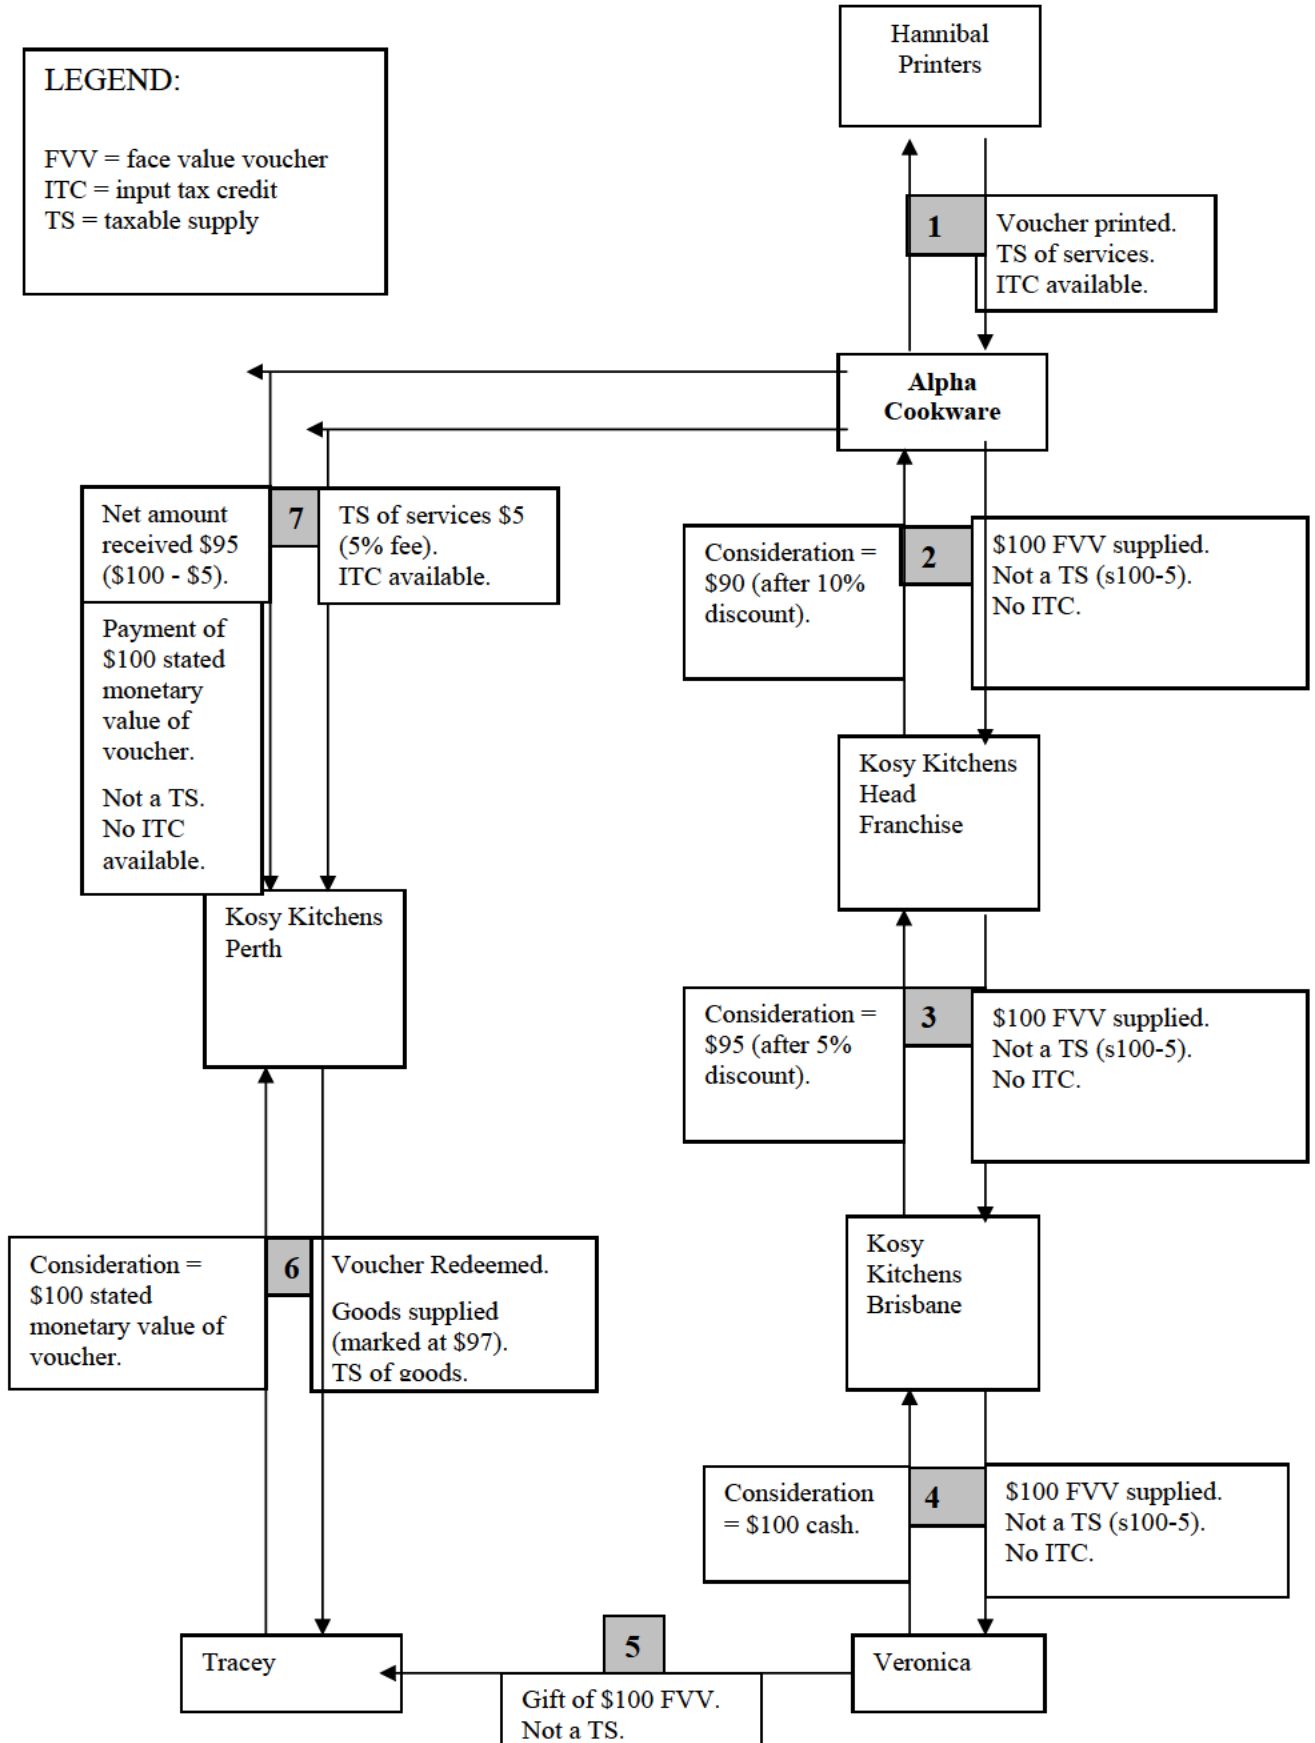 Hannibal
Printers
LEGEND:
FVV = face value voucher
ITC = input tax credit
TS = taxable supply
1
Voucher printed.
TS of services.
ITC available.
Alpha
Cookware
Net amount
received $95
($100 - $5).
7
TS of services $5
(5% fee).
ITC available.
Payment of
$100 stated
monetary
value of
voucher.
Not a TS.
No ITC
available.
Consideration =
$90 (after 10%
discount).
2
$100 FVV supplied.
Not a TS (s100-5).
No ITC.
Kosy Kitchens
Head
Franchise
Kosy Kitchens
Perth
Consideration =
$95 (after 5%
discount).
3
$100 FVV supplied.
Not a TS (s100-5).
No ITC.
Kosy
Kitchens
Brisbane
Consideration =
$100 stated
monetary value of
voucher.
6
Voucher Redeemed.
Goods supplied
(marked at $97).
TS of goods.
Consideration
= $100 cash.
4
$100 FVV supplied.
Not a TS (s100-5).
No ITC.
Tracey
5
Veronica
Gift of $100 FVV.
Not a TS.